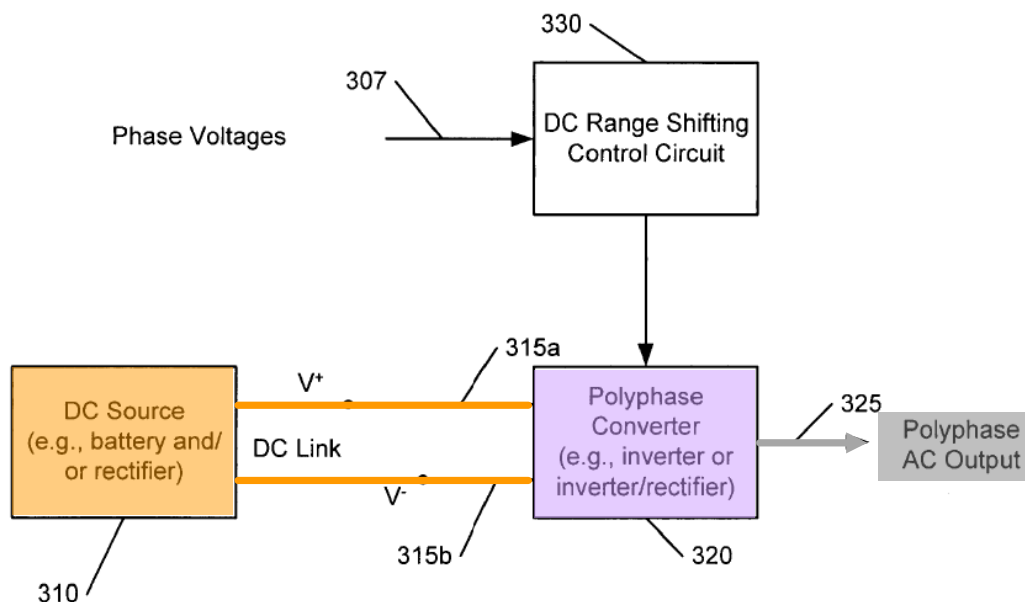 330
307
Phase Voltages
DC Range Shifting
Control Circuit
315a
V+
DC Source
(e.g., battery and/
or rectifier)
DC Link
V-
315b
310
Polyphase
Converter
(e.g., inverter or
inverter/rectifier)
320
325
Polyphase
AC Output